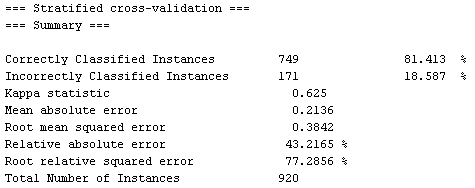 === Stratified cross-validation ===
=== Summary ===
Correctly Classified Instances 749 81.413 %
Incorrectly Classified Instances 171 18.587 %
Kappa statistic 0.625
Mean absolute error 0.2136
Root mean squared error 0.3842
Relative absolute error 43.2165 %
Root relative squared error 77.2856 %
Total Number of Instances 920